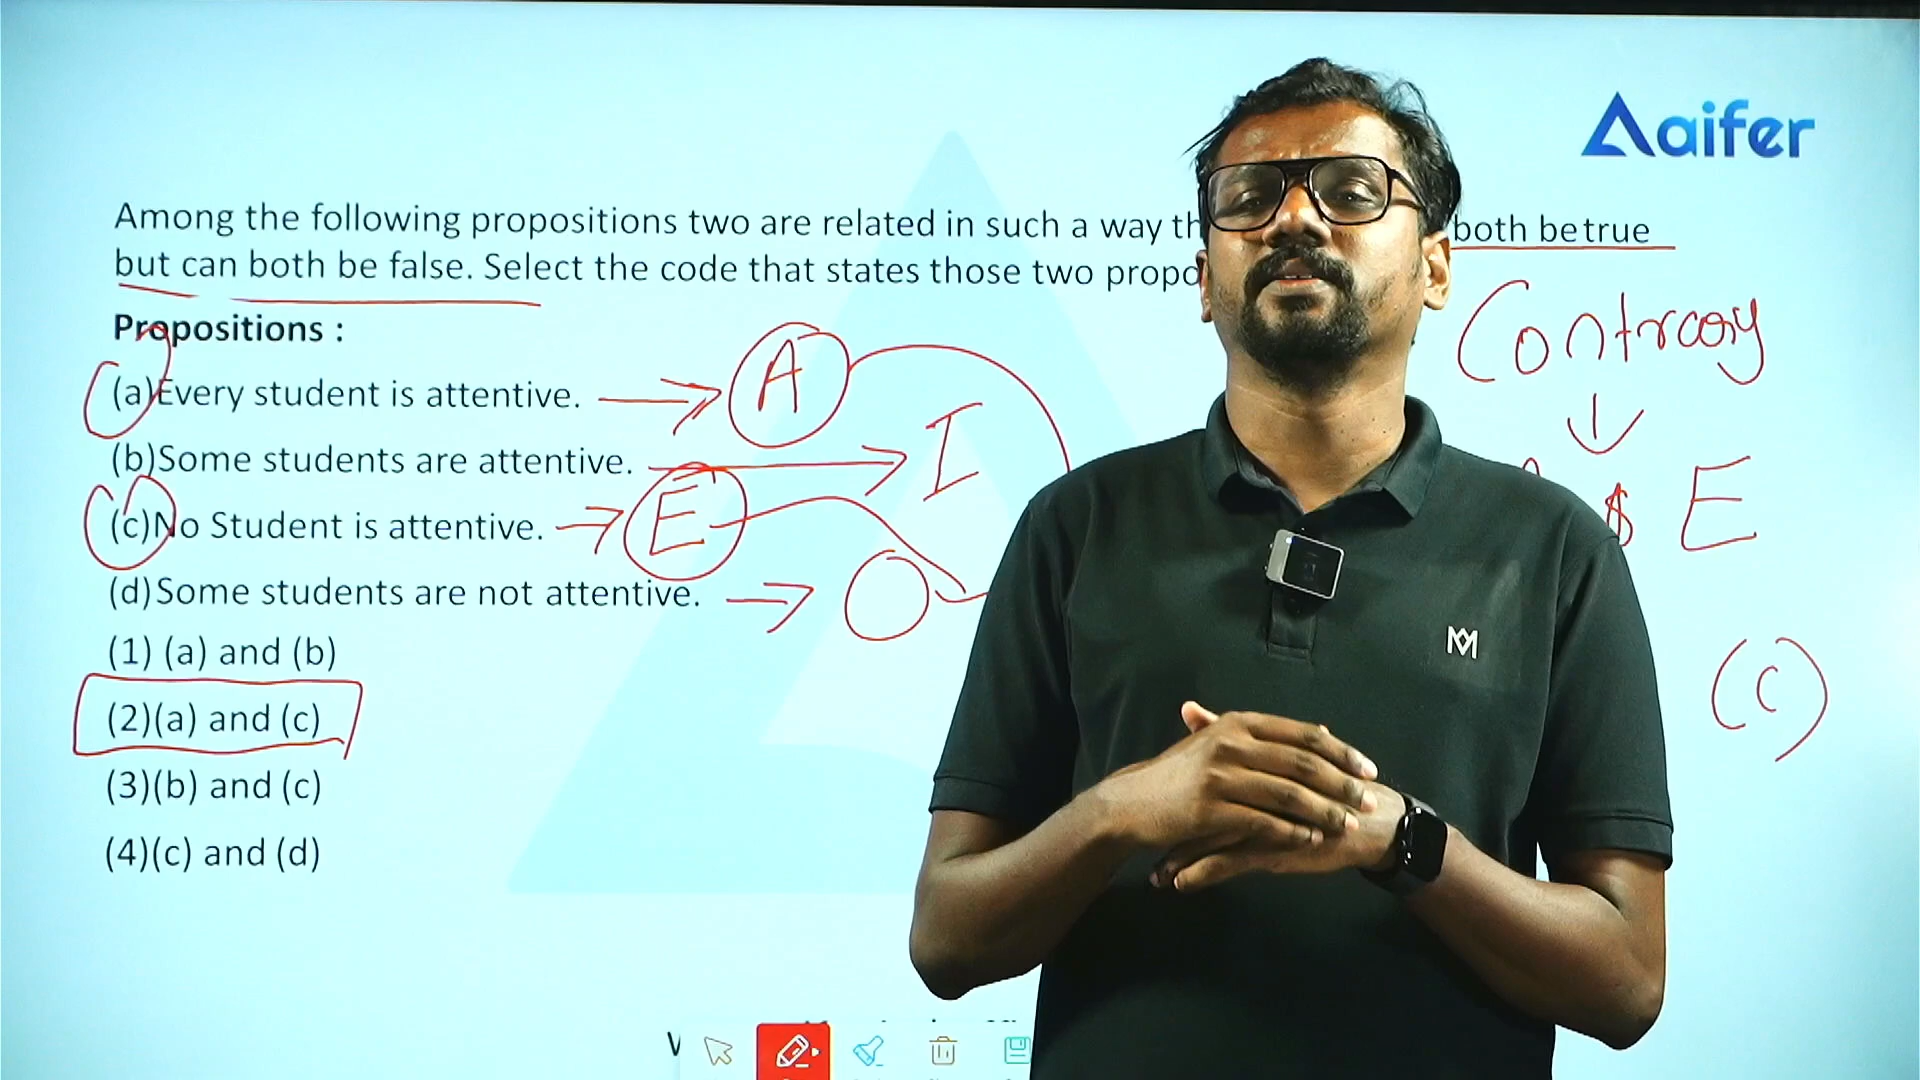 aifer
Among the following propositions two are related in such a way th both be true
but can both be false. Select the code that states those two propo
Propositions :
(a)Every student is attentive. A
(b)Some students are attentive. I
(c)No Student is attentive. E
(d)Some students are not attentive. O
(1) (a) and (b)
(2)(a) and (c)
(3)(b) and (c)
(4)(c) and (d)
Contrary
E
(c)